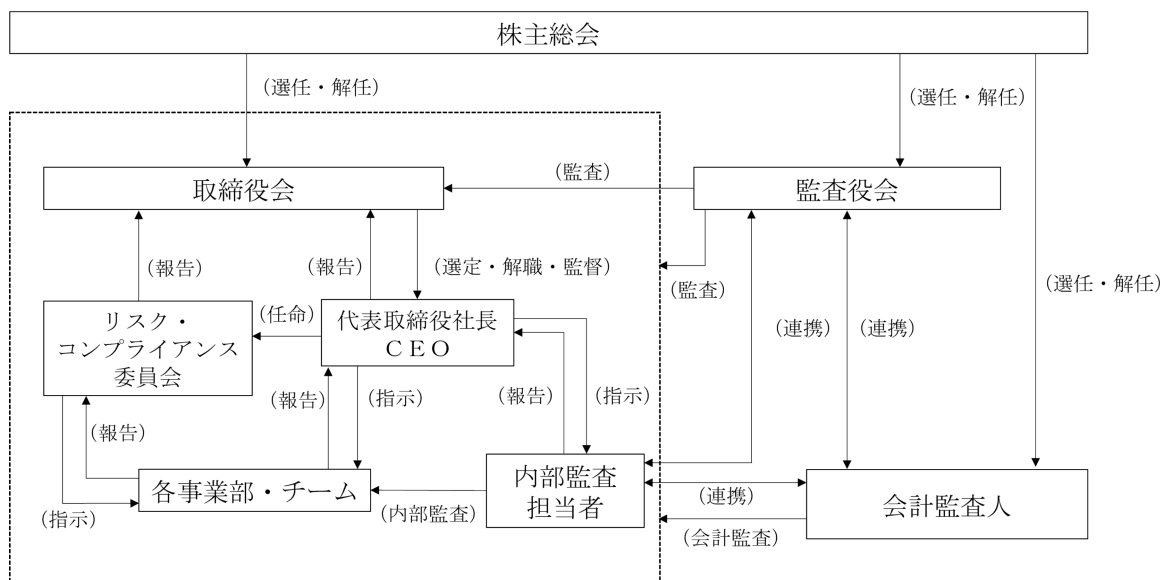 株主総会
(選任・解任)
(選任・解任)
(選任・解任)
取締役会
(監査)
監査役会
(報告)
(報告)
(選定・解職・監督)
(監査)
リスク・
コンプライアンス
委員会
(任命)
代表取締役社長
ＣＥＯ
(連携)
(連携)
(報告)
(報告)
(指示)
(報告)
(指示)
各事業部・チーム
(指示)
(内部監査)
内部監査
担当者
(連携)
(会計監査)
会計監査人